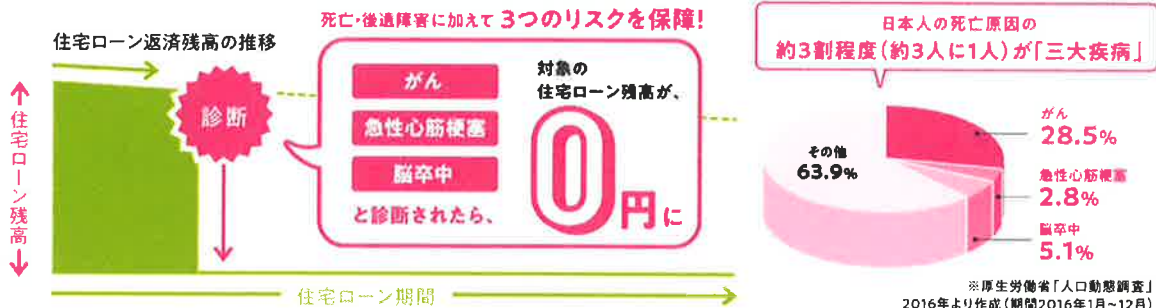 死亡・後遺障害に加えて 3つのリスクを保障!
住宅ローン返済残高の推移
住宅ローン残高
診断
がん
急性心筋梗塞
脳卒中
と診断されたら、
対象の
住宅ローン残高が、
0円に
住宅ローン期間
日本人の死亡原因の
約3割程度(約3人に1人)が「三大疾病」
その他
63.9%
がん
28.5%
急性心筋梗塞
2.8%
脳卒中
5.1%
※厚生労働省「人口動態調査」
2016年より作成(期間2016年1月~12月)